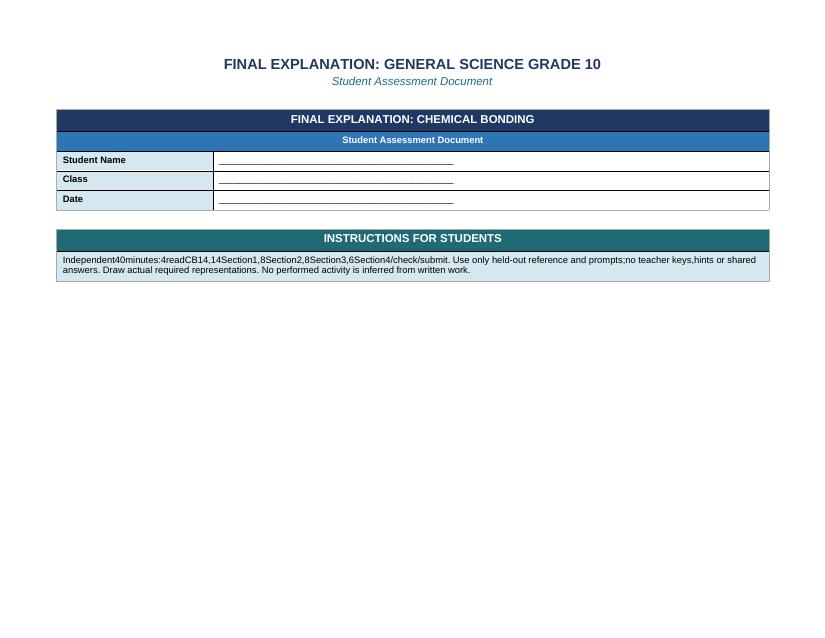 FINAL EXPLANATION: GENERAL SCIENCE GRADE 10
Student Assessment Document
FINAL EXPLANATION: CHEMICAL BONDING
Student Assessment Document
Student Name ___________________________________________
Class ___________________________________________
Date ___________________________________________
INSTRUCTIONS FOR STUDENTS
Independent40minutes:4readCB14,14Section1,8Section2,8Section3,6Section4/check/submit. Use only held-out reference and prompts;no teacher keys,hints or shared
answers. Draw actual required representations. No performed activity is inferred from written work.